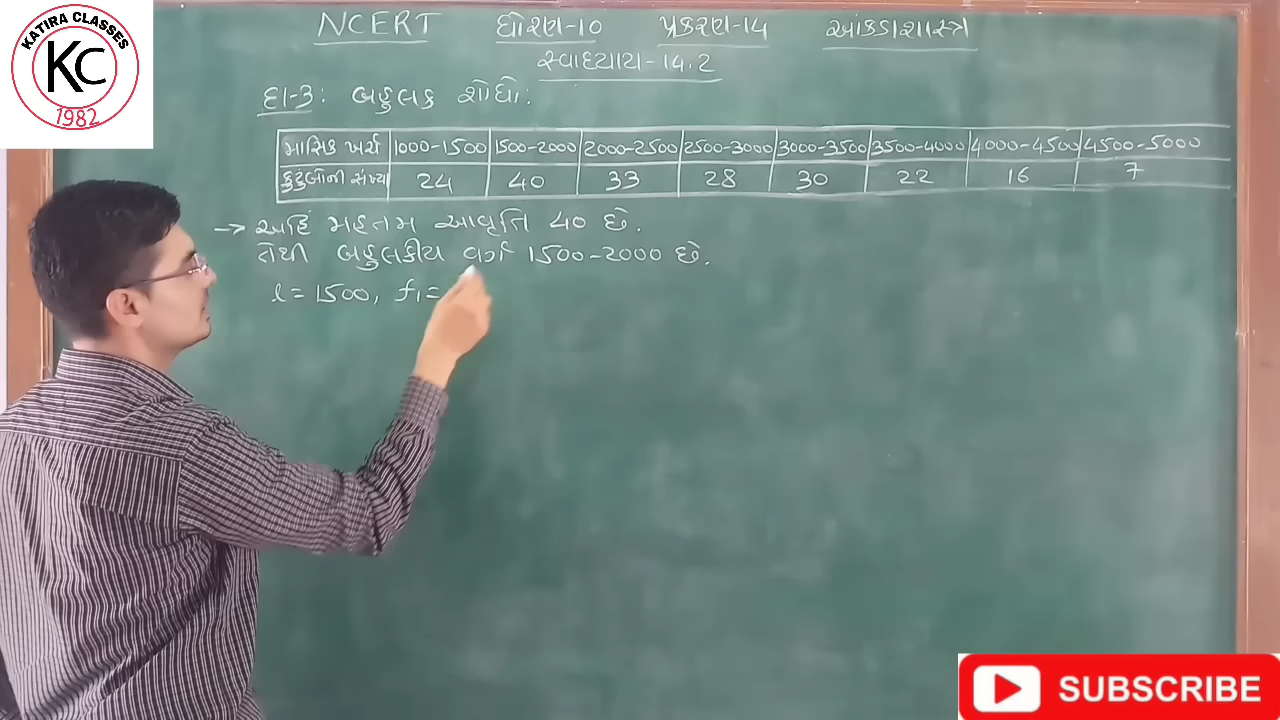 KATIRA CLASSES
KC
1982
NCERT ધોરણ-10 પ્રકરણ-14 આંકડાશાસ્ત્ર
સ્વાધ્યાય-14.2
દા-3: બહુલક શોધો:
માસિક ખર્ચ 1000-1500 1500-2000 2000-2500 2500-3000 3000-3500 3500-4000 4000-4500 4500-5000
કુટુંબોની સંખ્યા 24 40 33 28 30 22 16 7
→ અહિં મહત્તમ આવૃતિ 40 છે.
તેથી બહુલકીય વર્ગ 1500-2000 છે.
l = 1500, f1 =
SUBSCRIBE